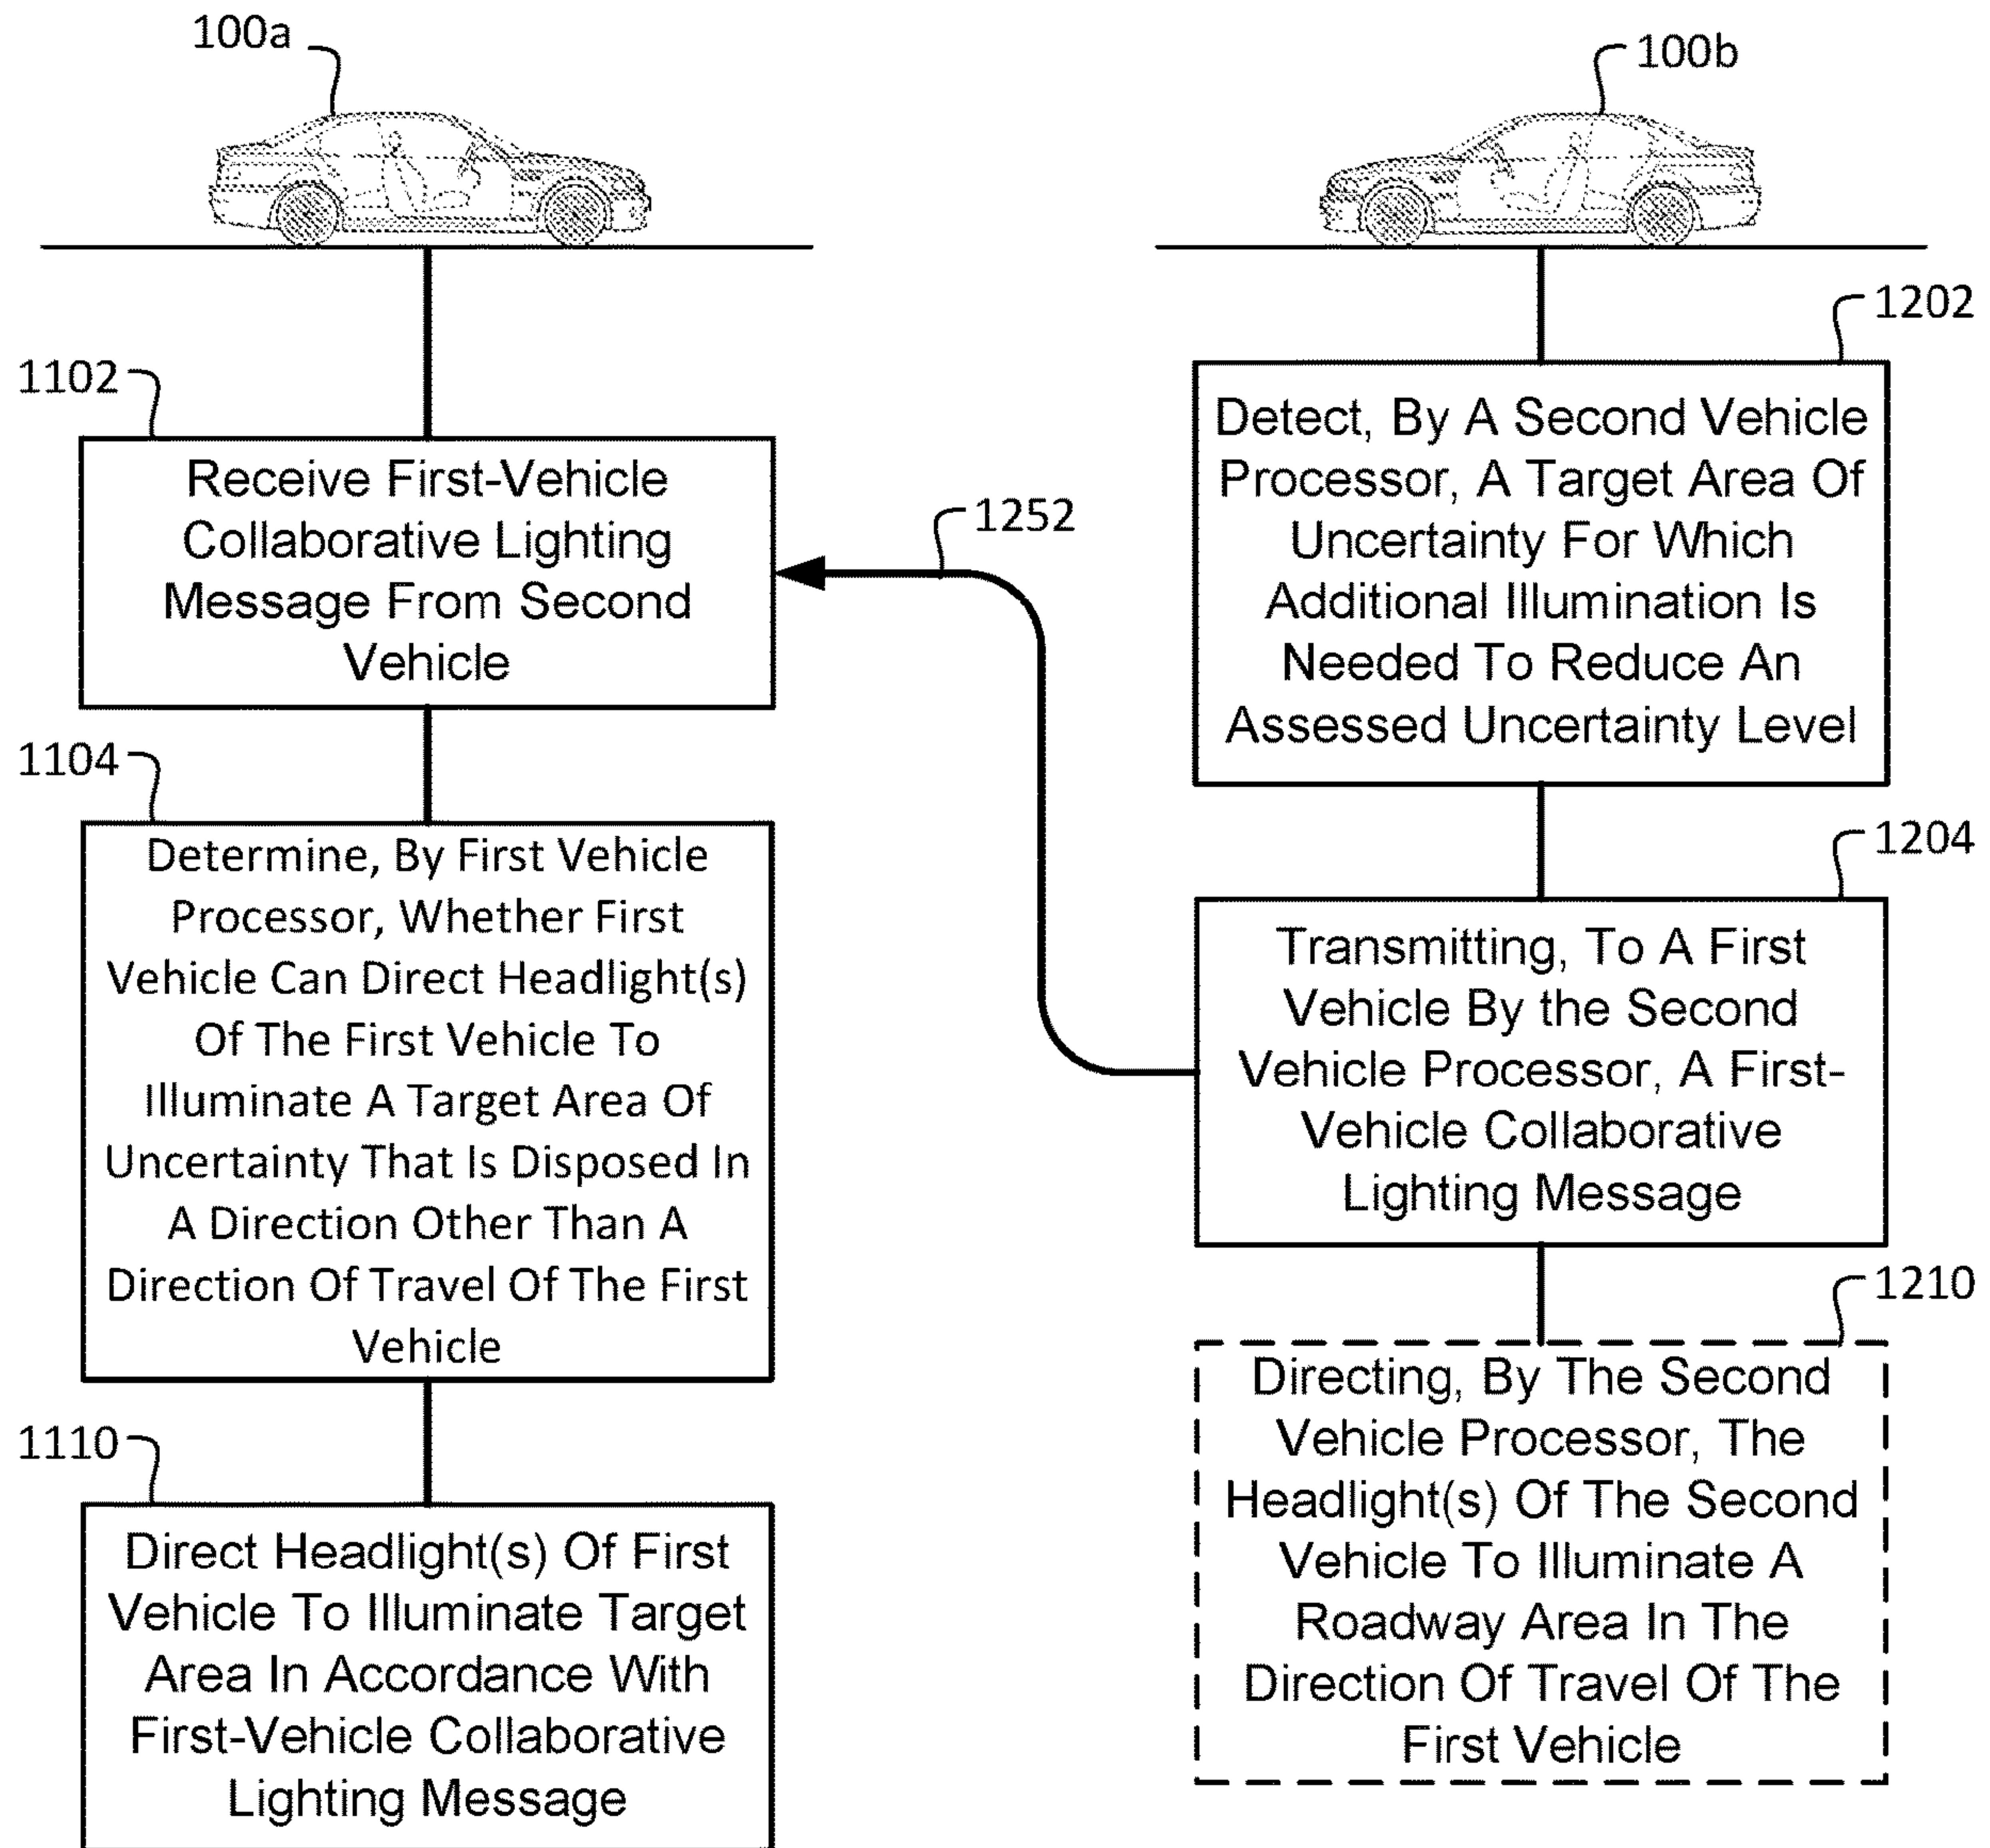 100a
100b
1202
1102
Detect, By A Second Vehicle
Processor, A Target Area Of
Uncertainty For Which
Additional Illumination Is
Needed To Reduce An
Assessed Uncertainty Level
Receive First-Vehicle
Collaborative Lighting
Message From Second
Vehicle
1252
1104
1204
Determine, By First Vehicle
Processor, Whether First
Vehicle Can Direct Headlight(s)
Of The First Vehicle To
Illuminate A Target Area Of
Uncertainty That Is Disposed In
A Direction Other Than A
Direction Of Travel Of The First
Vehicle
Transmitting, To A First
Vehicle By the Second
Vehicle Processor, A First-
Vehicle Collaborative
Lighting Message
1210
1110
Directing, By The Second
Vehicle Processor, The
Headlight(s) Of The Second
Vehicle To Illuminate A
Roadway Area In The
Direction Of Travel Of The
First Vehicle
Direct Headlight(s) Of First
Vehicle To Illuminate Target
Area In Accordance With
First-Vehicle Collaborative
Lighting Message